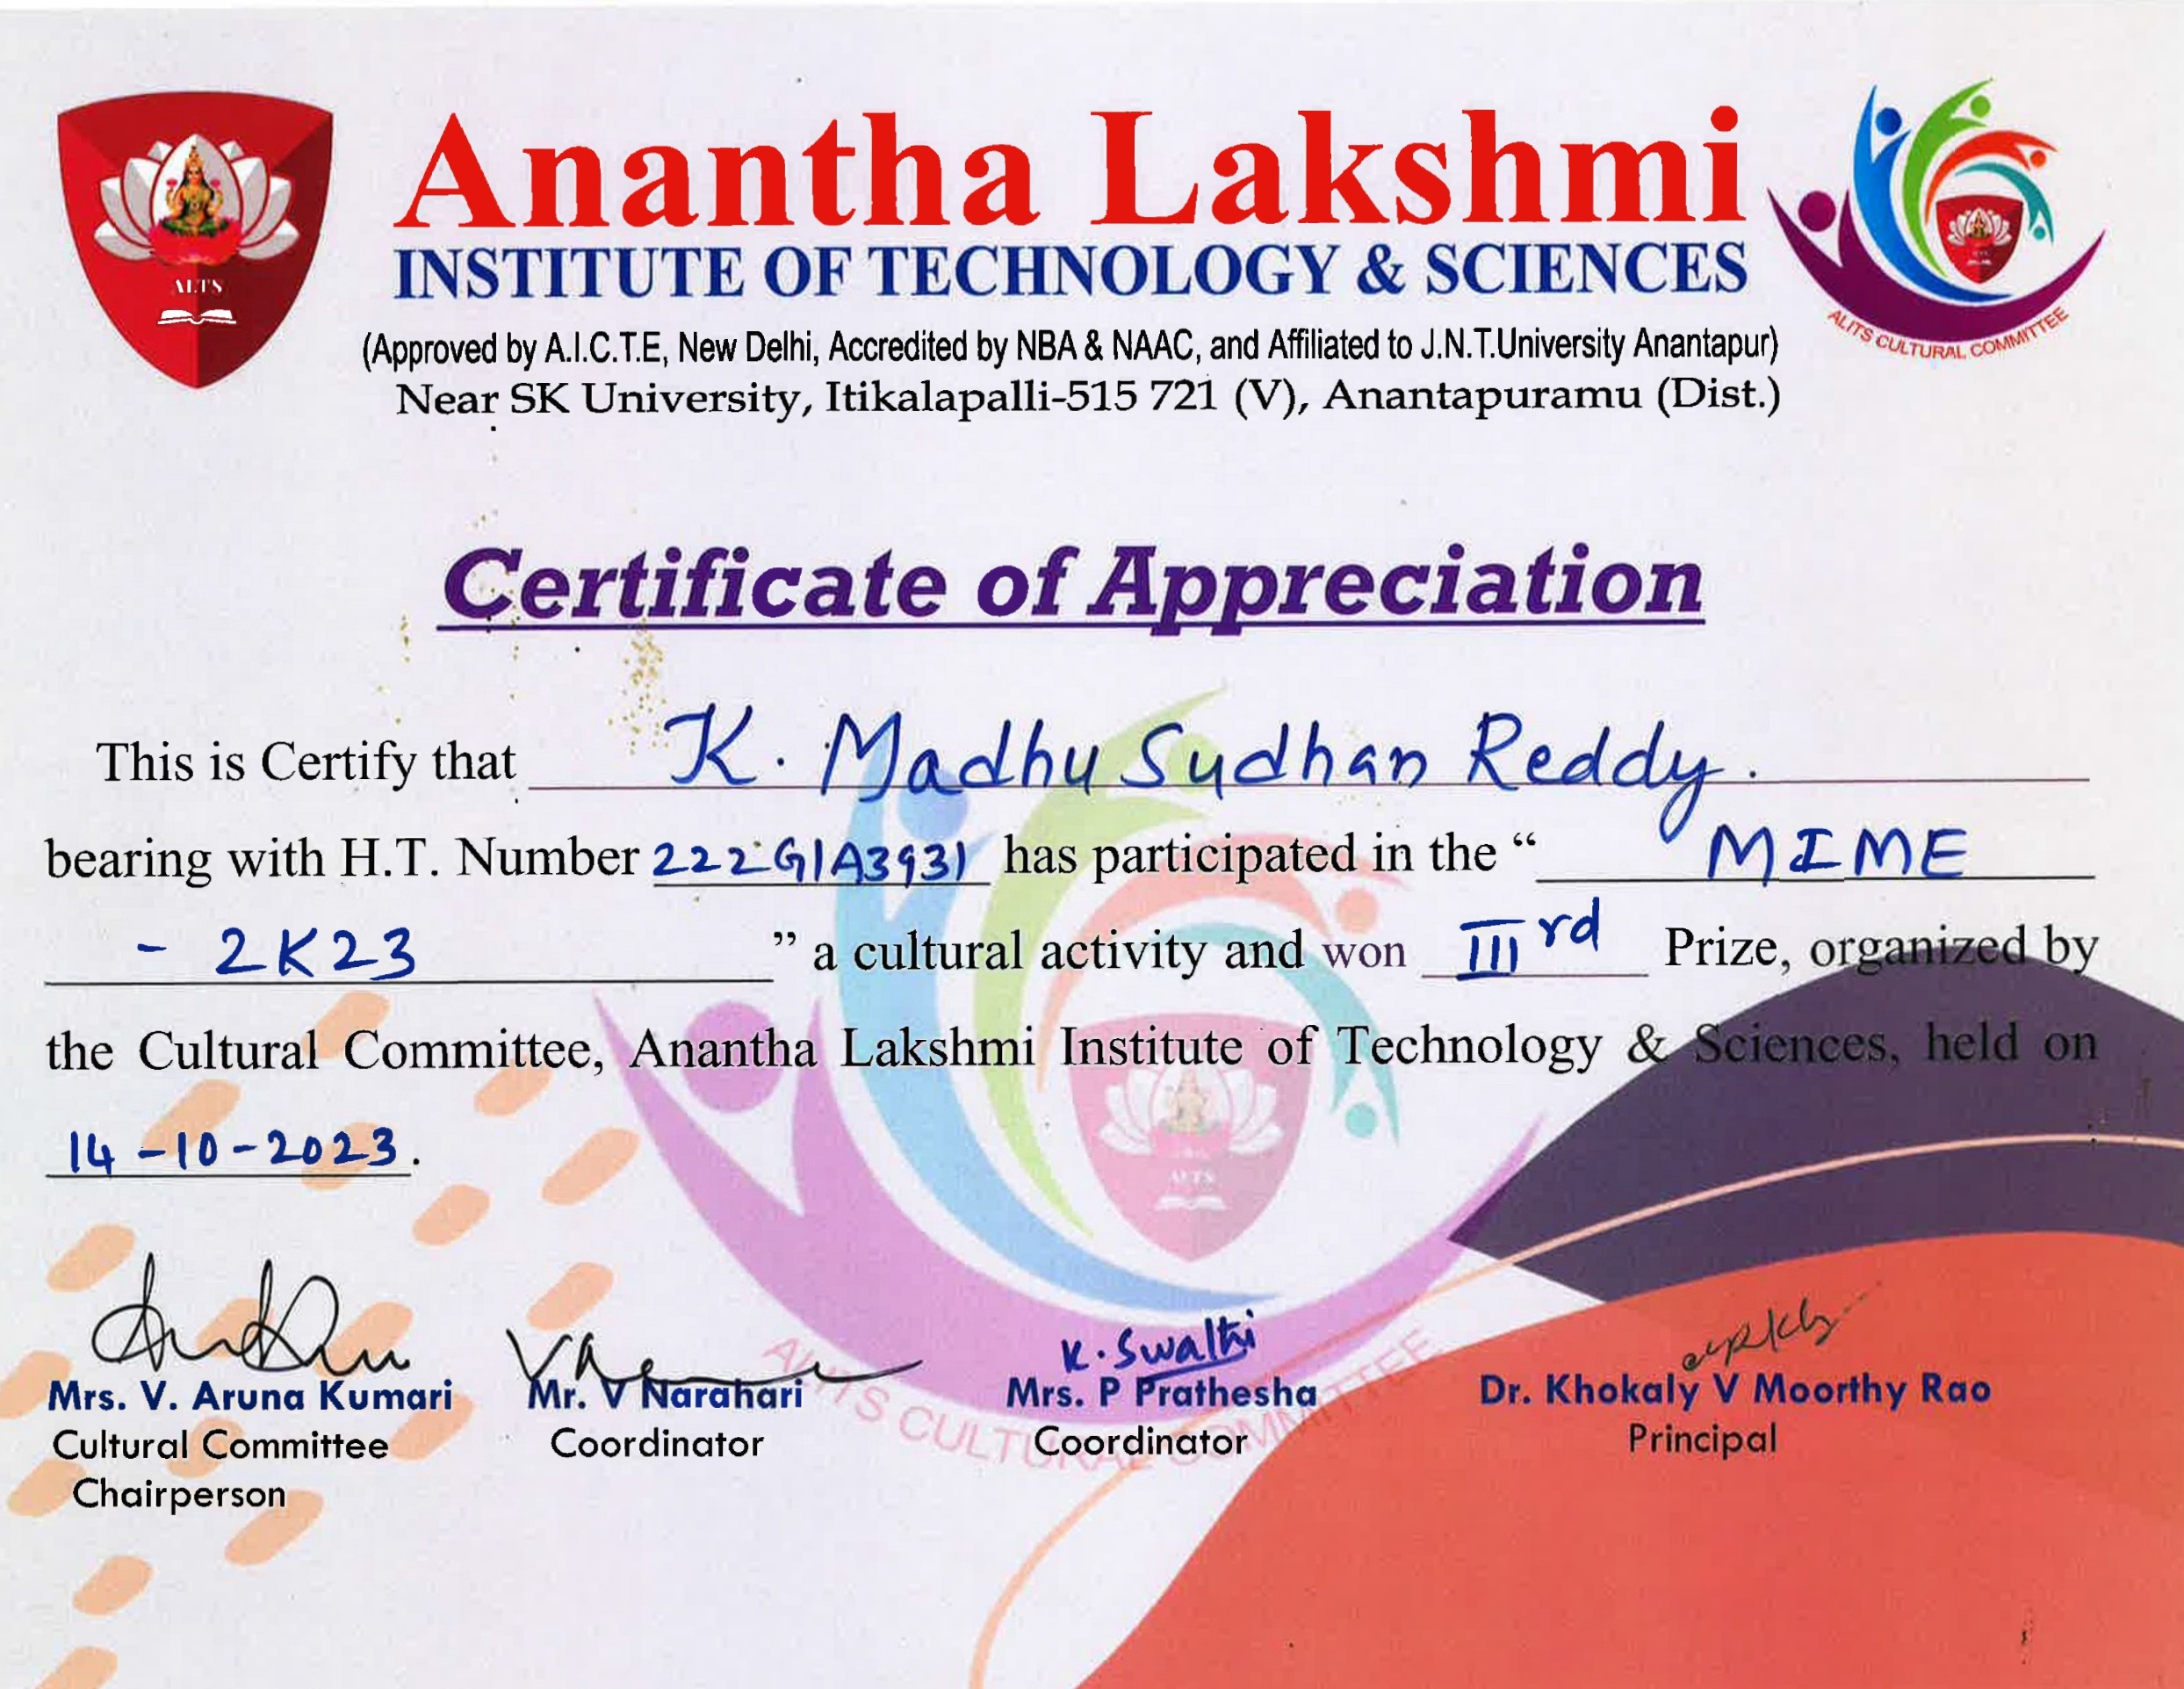 Anantha Lakshmi
INSTITUTE OF TECHNOLOGY & SCIENCES
(Approved by A.I.C.T.E, New Delhi, Accredited by NBA & NAAC, and Affiliated to J.N.T.University Anantapur)
Near SK University, Itikalapalli-515 721 (V), Anantapuramu (Dist.)
ALTS
ALITS CULTURAL COMMITTEE
Certificate of Appreciation
This is Certify that K. Madhu Sudhan Reddy.
bearing with H.T. Number 222G1A3931 has participated in the “ MIME
- 2K23 ” a cultural activity and won IIIrd Prize, organized by
the Cultural Committee, Anantha Lakshmi Institute of Technology & Sciences, held on
14-10-2023.
ALTS
ALITS CULTURAL COMMITTEE
K. Swathi
Mrs. V. Aruna Kumari Mr. V Narahari Mrs. P Prathesha Dr. Khokaly V Moorthy Rao
Cultural Committee Coordinator Coordinator Principal
Chairperson